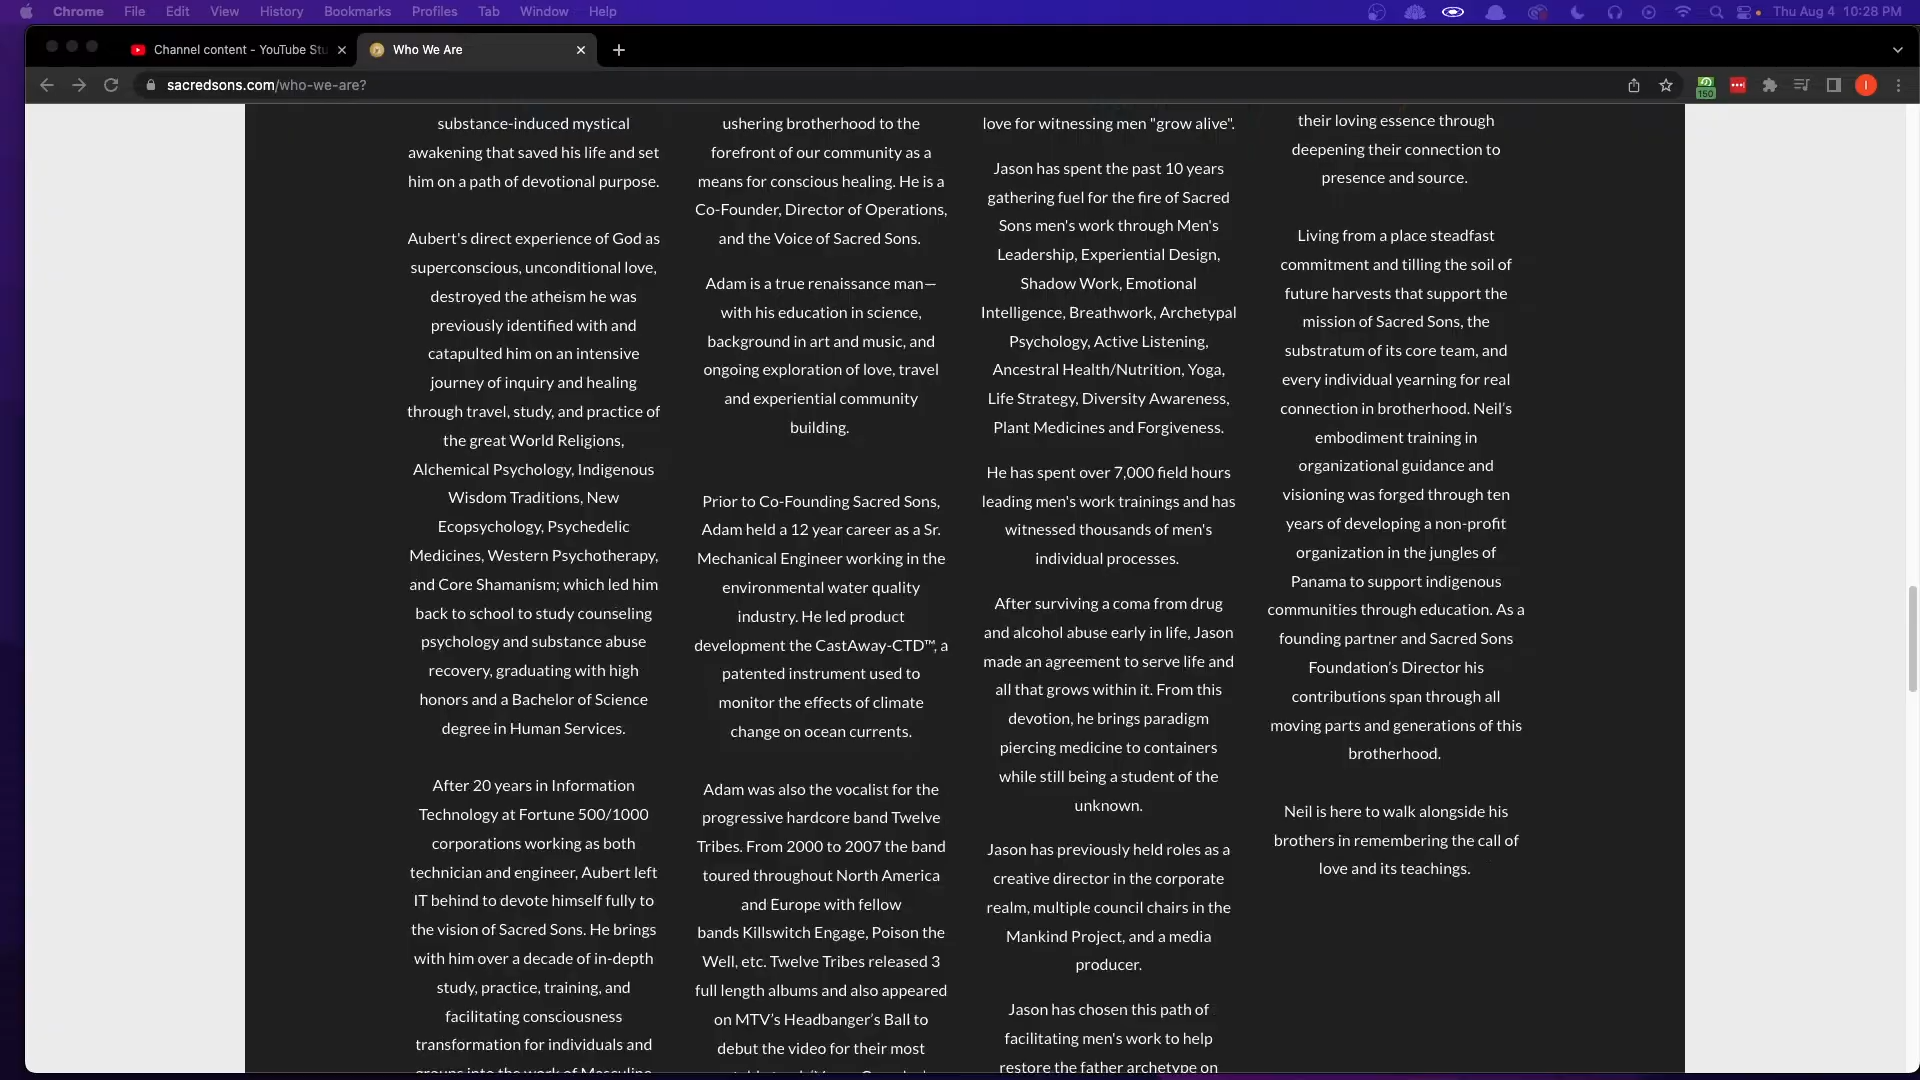 Chrome File Edit View History Bookmarks Profiles Tab Window Help Thu Aug 4 10:28 PM
Channel content - YouTube Stu
Who We Are
sacredsons.com/who-we-are?
150
I
substance-induced mystical
awakening that saved his life and set
him on a path of devotional purpose.
Aubert's direct experience of God as
superconscious, unconditional love,
destroyed the atheism he was
previously identified with and
catapulted him on an intensive
journey of inquiry and healing
through travel, study, and practice of
the great World Religions,
Alchemical Psychology, Indigenous
Wisdom Traditions, New
Ecopsychology, Psychedelic
Medicines, Western Psychotherapy,
and Core Shamanism; which led him
back to school to study counseling
psychology and substance abuse
recovery, graduating with high
honors and a Bachelor of Science
degree in Human Services.
After 20 years in Information
Technology at Fortune 500/1000
corporations working as both
technician and engineer, Aubert left
IT behind to devote himself fully to
the vision of Sacred Sons. He brings
with him over a decade of in-depth
study, practice, training, and
facilitating consciousness
transformation for individuals and
groups into the work of Masculine
ushering brotherhood to the
forefront of our community as a
means for conscious healing. He is a
Co-Founder, Director of Operations,
and the Voice of Sacred Sons.
Adam is a true renaissance man—
with his education in science,
background in art and music, and
ongoing exploration of love, travel
and experiential community
building.
Prior to Co-Founding Sacred Sons,
Adam held a 12 year career as a Sr.
Mechanical Engineer working in the
environmental water quality
industry. He led product
development the CastAway-CTD™, a
patented instrument used to
monitor the effects of climate
change on ocean currents.
Adam was also the vocalist for the
progressive hardcore band Twelve
Tribes. From 2000 to 2007 the band
toured throughout North America
and Europe with fellow
bands Killswitch Engage, Poison the
Well, etc. Twelve Tribes released 3
full length albums and also appeared
on MTV's Headbanger's Ball to
debut the video for their most
love for witnessing men "grow alive".
Jason has spent the past 10 years
gathering fuel for the fire of Sacred
Sons men's work through Men's
Leadership, Experiential Design,
Shadow Work, Emotional
Intelligence, Breathwork, Archetypal
Psychology, Active Listening,
Ancestral Health/Nutrition, Yoga,
Life Strategy, Diversity Awareness,
Plant Medicines and Forgiveness.
He has spent over 7,000 field hours
leading men's work trainings and has
witnessed thousands of men's
individual processes.
After surviving a coma from drug
and alcohol abuse early in life, Jason
made an agreement to serve life and
all that grows within it. From this
devotion, he brings paradigm
piercing medicine to containers
while still being a student of the
unknown.
Jason has previously held roles as a
creative director in the corporate
realm, multiple council chairs in the
Mankind Project, and a media
producer.
Jason has chosen this path of
facilitating men's work to help
restore the father archetype on
their loving essence through
deepening their connection to
presence and source.
Living from a place steadfast
commitment and tilling the soil of
future harvests that support the
mission of Sacred Sons, the
substratum of its core team, and
every individual yearning for real
connection in brotherhood. Neil's
embodiment training in
organizational guidance and
visioning was forged through ten
years of developing a non-profit
organization in the jungles of
Panama to support indigenous
communities through education. As a
founding partner and Sacred Sons
Foundation's Director his
contributions span through all
moving parts and generations of this
brotherhood.
Neil is here to walk alongside his
brothers in remembering the call of
love and its teachings.